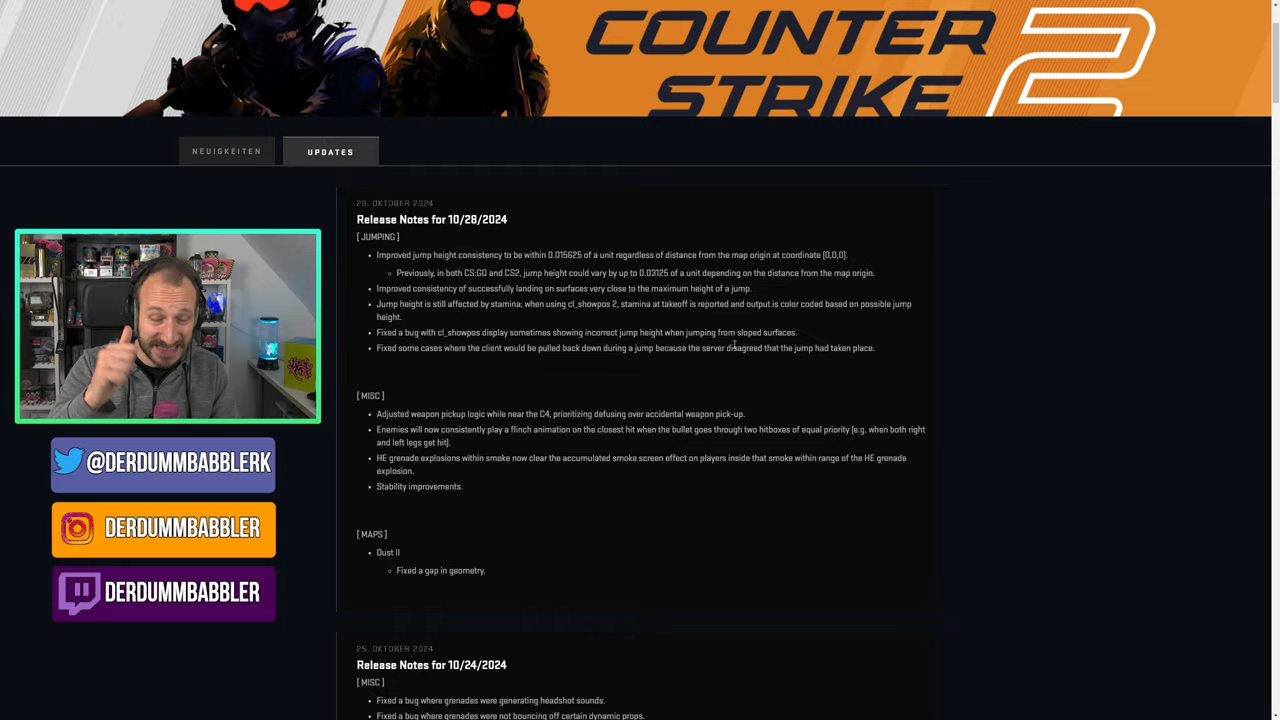 COUNTER
STRIKE 2
NEUIGKEITEN
UPDATES
29. OKTOBER 2024
Release Notes for 10/28/2024
[ JUMPING ]
• Improved jump height consistency to be within 0.015625 of a unit regardless of distance from the map origin at coordinate (0,0,0).
◦ Previously, in both CS:GO and CS2, jump height could vary by up to 0.03125 of a unit depending on the distance from the map origin.
• Improved consistency of successfully landing on surfaces very close to the maximum height of a jump.
• Jump height is still affected by stamina; when using cl_showpos 2, stamina at takeoff is reported and output is color coded based on possible jump
height.
• Fixed a bug with cl_showpos display sometimes showing incorrect jump height when jumping from sloped surfaces.
• Fixed some cases where the client would be pulled back down during a jump because the server disagreed that the jump had taken place.
[ MISC ]
• Adjusted weapon pickup logic while near the C4, prioritizing defusing over accidental weapon pick-up.
• Enemies will now consistently play a flinch animation on the closest hit when the bullet goes through two hitboxes of equal priority (e.g. when both right
and left legs get hit).
• HE grenade explosions within smoke now clear the accumulated smoke screen effect on players inside that smoke within range of the HE grenade
explosion.
• Stability improvements.
[ MAPS ]
• Dust II
◦ Fixed a gap in geometry.
@DERDUMMBABBLERK
DERDUMMBABBLER
DERDUMMBABBLER
25. OKTOBER 2024
Release Notes for 10/24/2024
[ MISC ]
• Fixed a bug where grenades were generating headshot sounds.
• Fixed a bug where grenades were not bouncing off certain dynamic props.